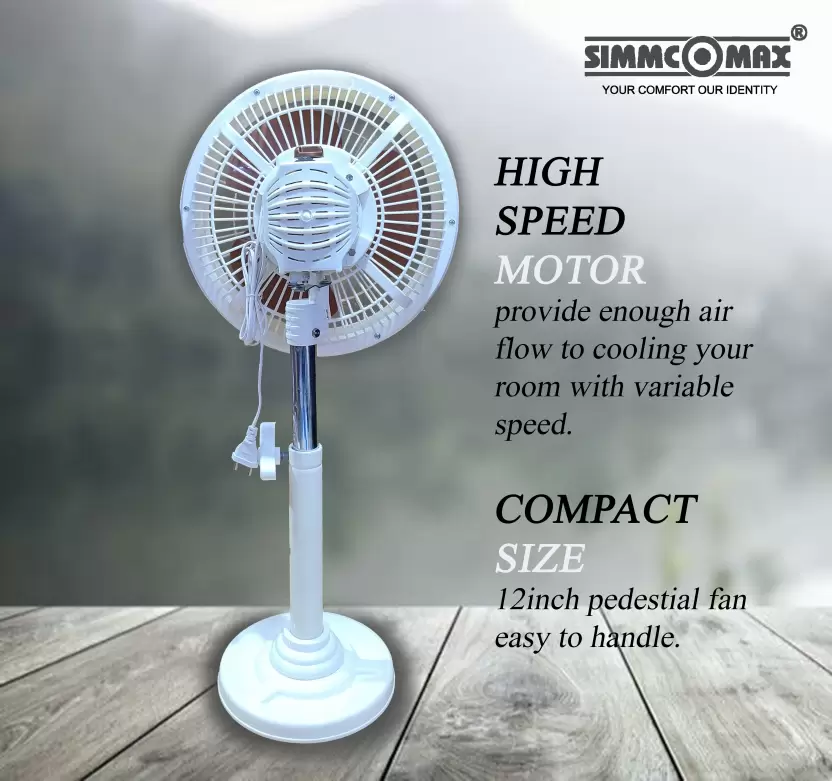 SIMMCOMAX®
YOUR COMFORT OUR IDENTITY
HIGH
SPEED
MOTOR
provide enough air
flow to cooling your
room with variable
speed.
COMPACT
SIZE
12inch pedestial fan
easy to handle.